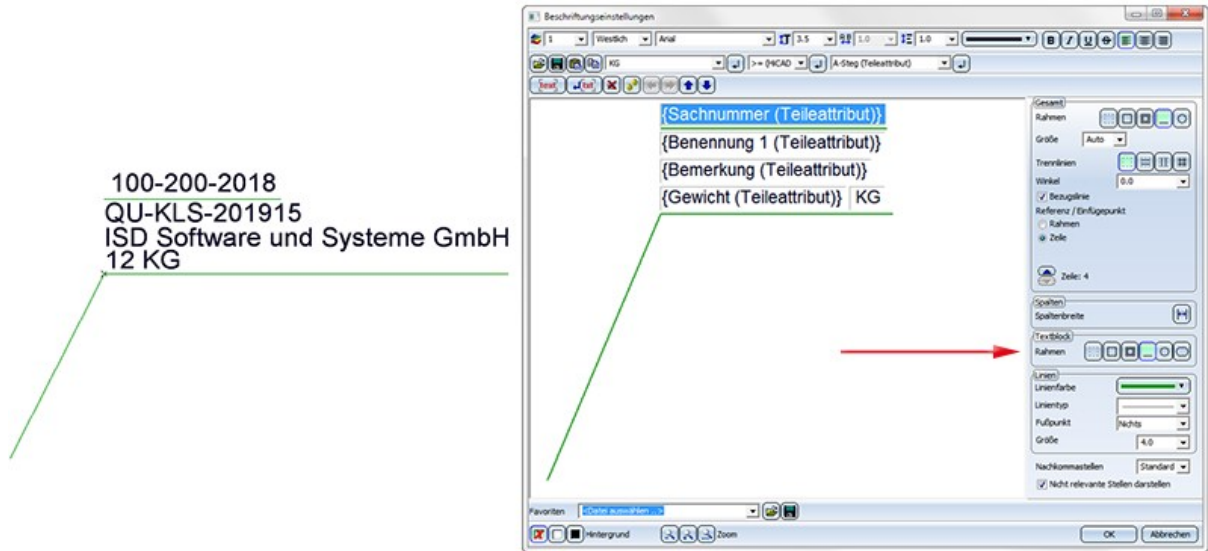 100-200-2018
QU-KLS-201915
ISD Software und Systeme GmbH
12 KG
Beschriftungseinstellungen
1 Westlich Arial 3.5 1.0 1.0 B I U
KG >= (HiCAD A-Steg (Teileattribut)
text txt
{Sachnummer (Teileattribut)}
{Benennung 1 (Teileattribut)}
{Bemerkung (Teileattribut)}
{Gewicht (Teileattribut)} KG
Gesamt
Rahmen
Größe Auto
Trennlinien
Winkel 0.0
Bezugslinie
Referenz / Einfügepunkt
Rahmen
Zeile
Zeile: 4
Spalten
Spaltenbreite
Textblock
Rahmen
Linien
Linienfarbe
Linientyp
Fußpunkt Nichts
Größe 4.0
Nachkommastellen Standard
Nicht relevante Stellen darstellen
Favoriten <Datei auswählen ...>
Hintergrund Zoom OK Abbrechen